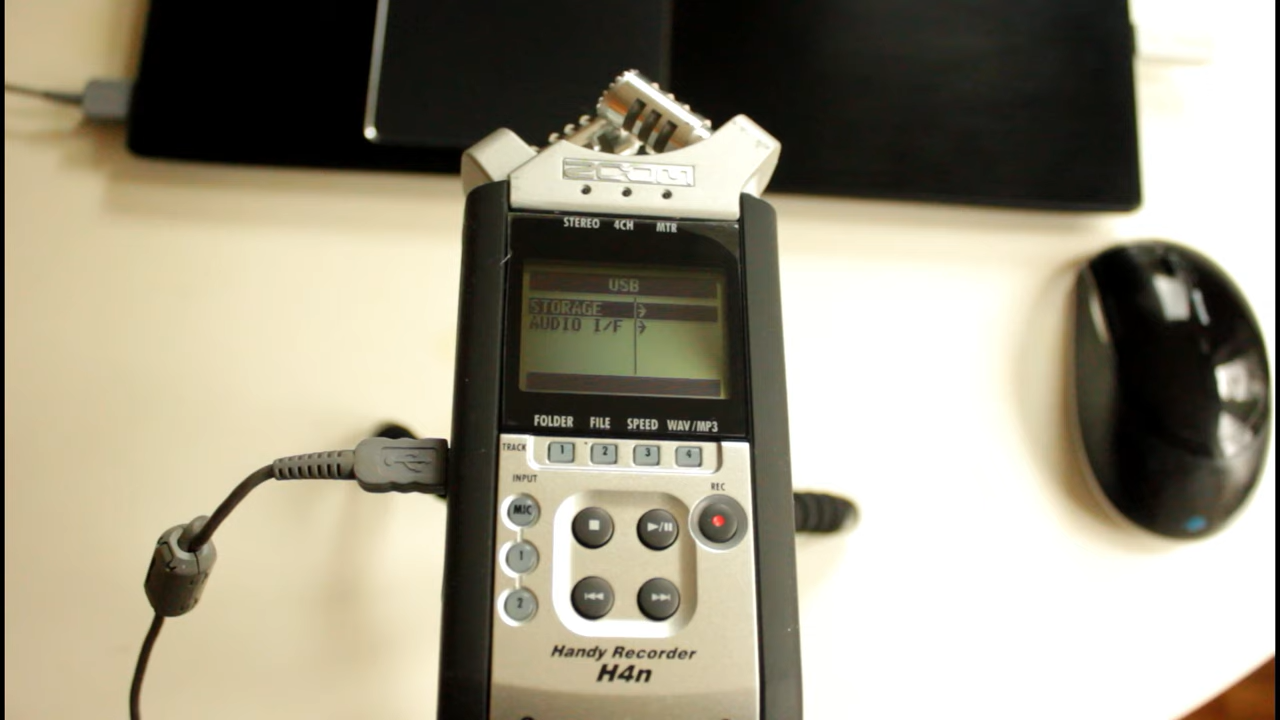 ZOOM
STEREO 4CH MTR
USB
STORAGE
AUDIO I/F
FOLDER FILE SPEED WAV/MP3
TRACK 1 2 3 4
INPUT
REC
MIC
1
2
Handy Recorder
H4n